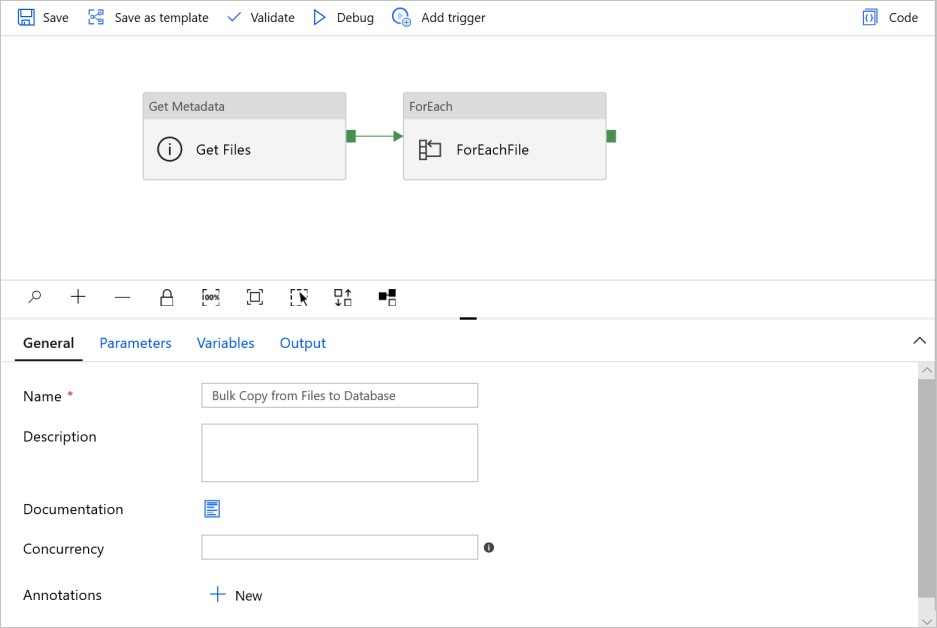 Save Save as template Validate Debug Add trigger Code
Get Metadata ForEach
Get Files ForEachFile
100%
General Parameters Variables Output
Name * Bulk Copy from Files to Database
Description
Documentation
Concurrency
Annotations New